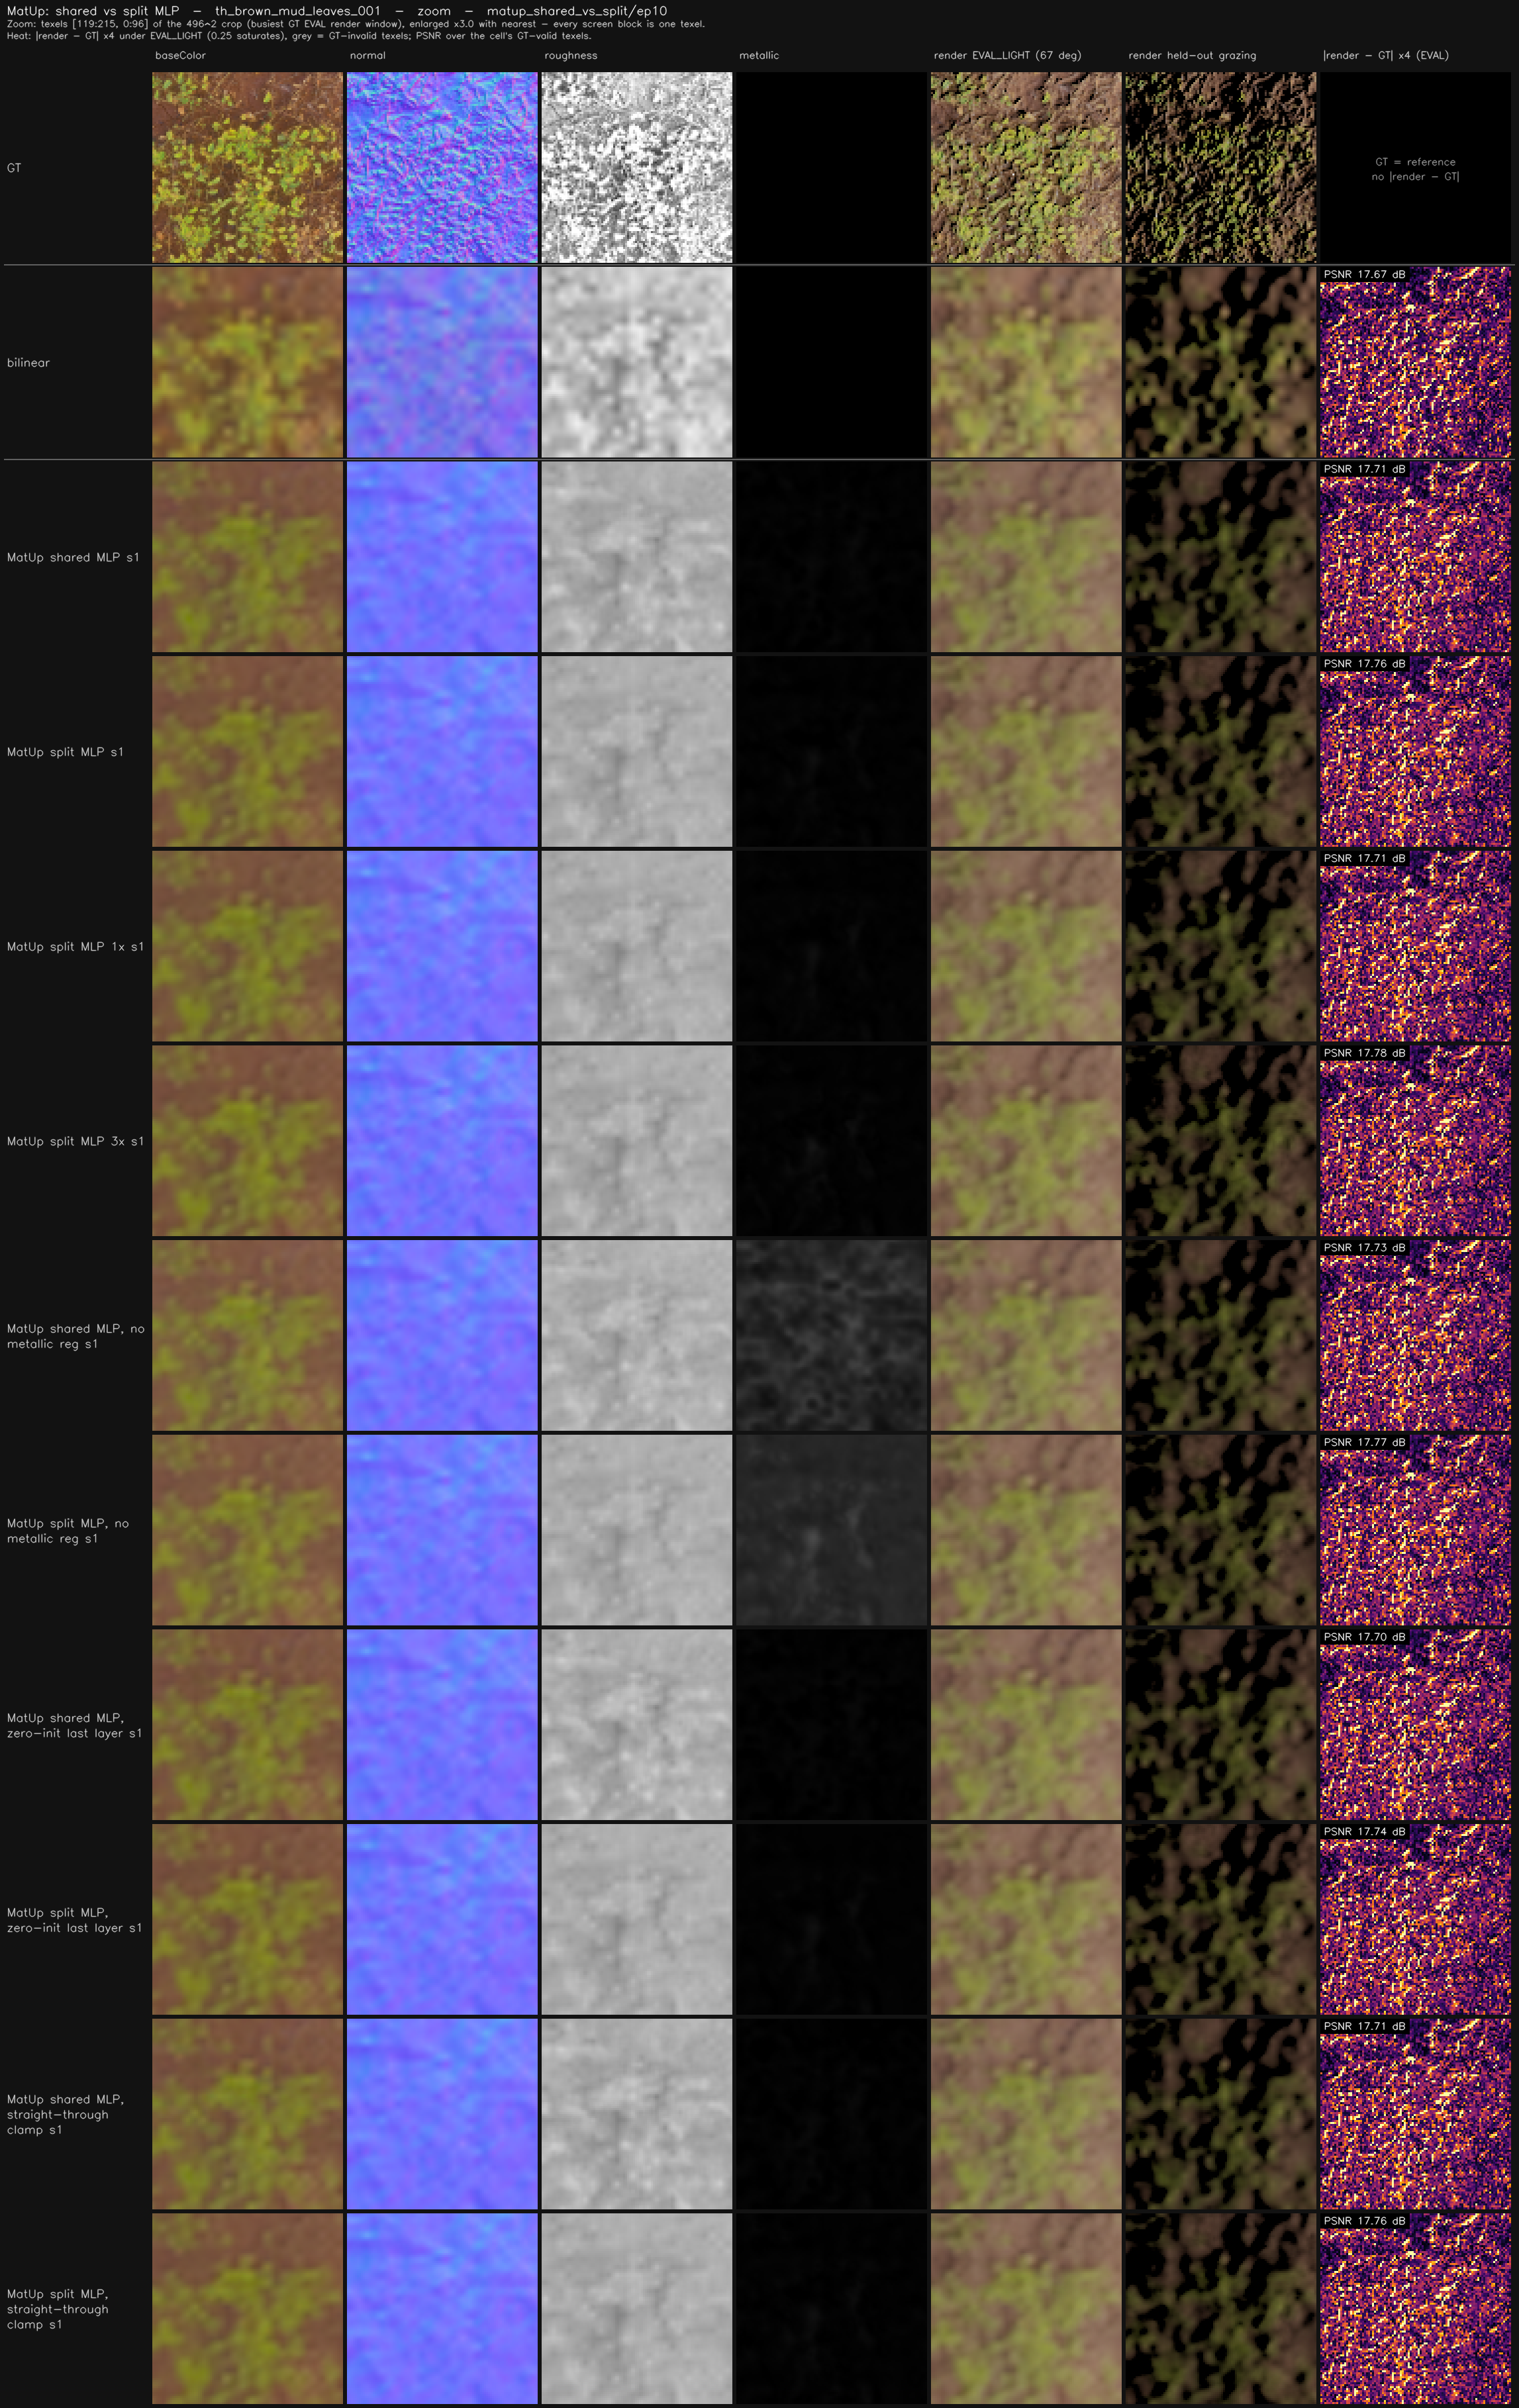 MatUp: shared vs split MLP  —  th_brown_mud_leaves_001  —  zoom  —  matup_shared_vs_split/ep10
Zoom: texels [119:215, 0:96] of the 496^2 crop (busiest GT EVAL render window), enlarged x3.0 with nearest — every screen block is one texel.
Heat: |render — GT| x4 under EVAL_LIGHT (0.25 saturates), grey = GT-invalid texels; PSNR over the cell's GT-valid texels.
baseColor normal roughness metallic render EVAL_LIGHT (67 deg) render held-out grazing |render — GT| x4 (EVAL)
GT
GT = reference
no |render — GT|
bilinear
PSNR 17.67 dB
MatUp shared MLP s1
PSNR 17.71 dB
MatUp split MLP s1
PSNR 17.76 dB
MatUp split MLP 1x s1
PSNR 17.71 dB
MatUp split MLP 3x s1
PSNR 17.78 dB
MatUp shared MLP, no
metallic reg s1
PSNR 17.73 dB
MatUp split MLP, no
metallic reg s1
PSNR 17.77 dB
MatUp shared MLP,
zero-init last layer s1
PSNR 17.70 dB
MatUp split MLP,
zero-init last layer s1
PSNR 17.74 dB
MatUp shared MLP,
straight-through
clamp s1
PSNR 17.71 dB
MatUp split MLP,
straight-through
clamp s1
PSNR 17.76 dB